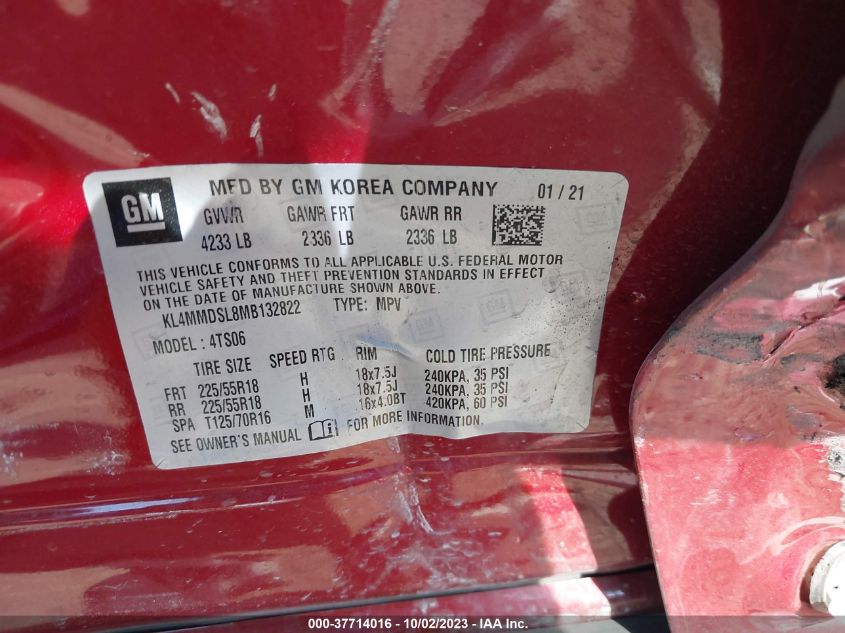 GM MFD BY GM KOREA COMPANY 01/21
GVWR GAWR FRT GAWR RR
4233 LB 2336 LB 2336 LB
THIS VEHICLE CONFORMS TO ALL APPLICABLE U.S. FEDERAL MOTOR
VEHICLE SAFETY AND THEFT PREVENTION STANDARDS IN EFFECT
ON THE DATE OF MANUFACTURE SHOWN ABOVE.
KL4MMDSL8MB132822 TYPE: MPV
MODEL: 4TS06
TIRE SIZE SPEED RTG RIM COLD TIRE PRESSURE
FRT 225/55R18 H 18x7.5J 240KPA, 35 PSI
RR 225/55R18 H 18x7.5J 240KPA, 35 PSI
SPA T125/70R16 M 16x4.0BT 420KPA, 60 PSI
SEE OWNER'S MANUAL FOR MORE INFORMATION.
000-37714016 - 10/02/2023 - IAA Inc.